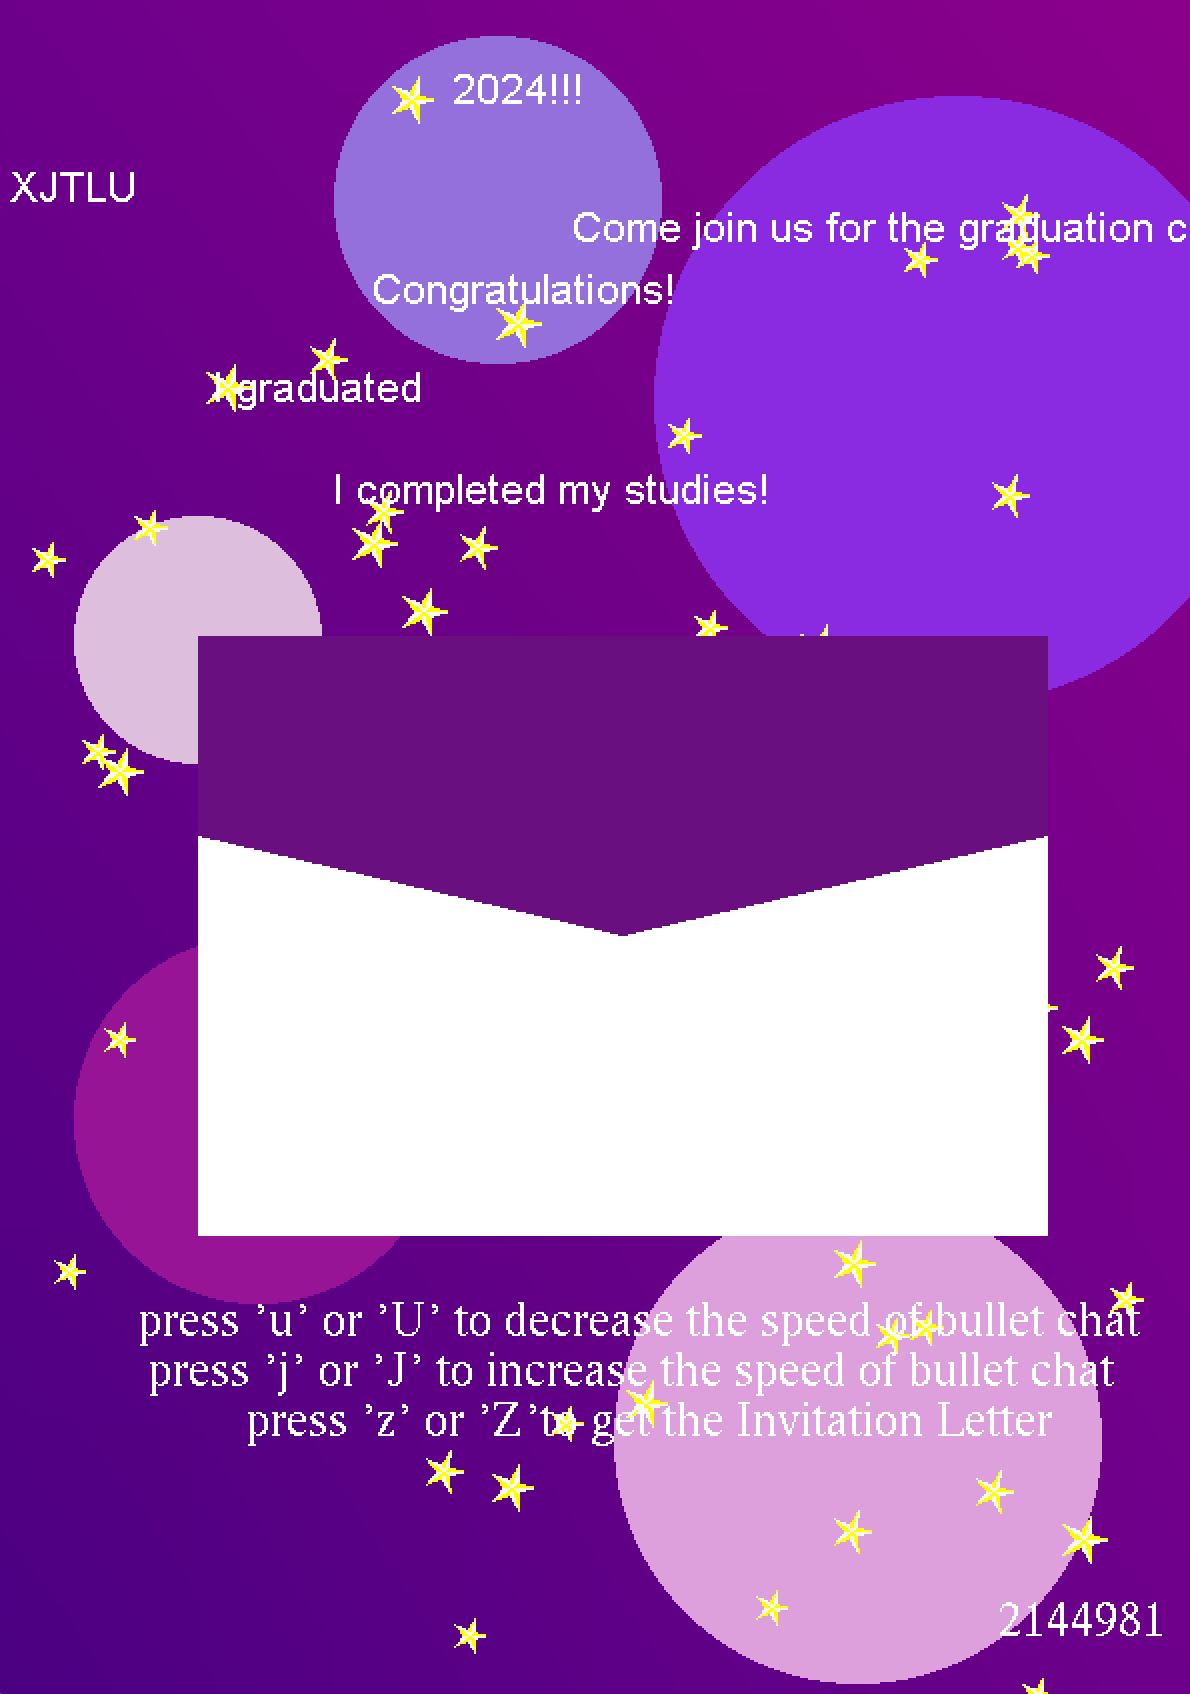 2024!!!
XJTLU
Come join us for the graduation c
Congratulations!
I graduated
I completed my studies!
press ’u’ or ’U’ to decrease the speed of bullet chat
press ’j’ or ’J’ to increase the speed of bullet chat
press ’z’ or ’Z ’to get the Invitation Letter
2144981